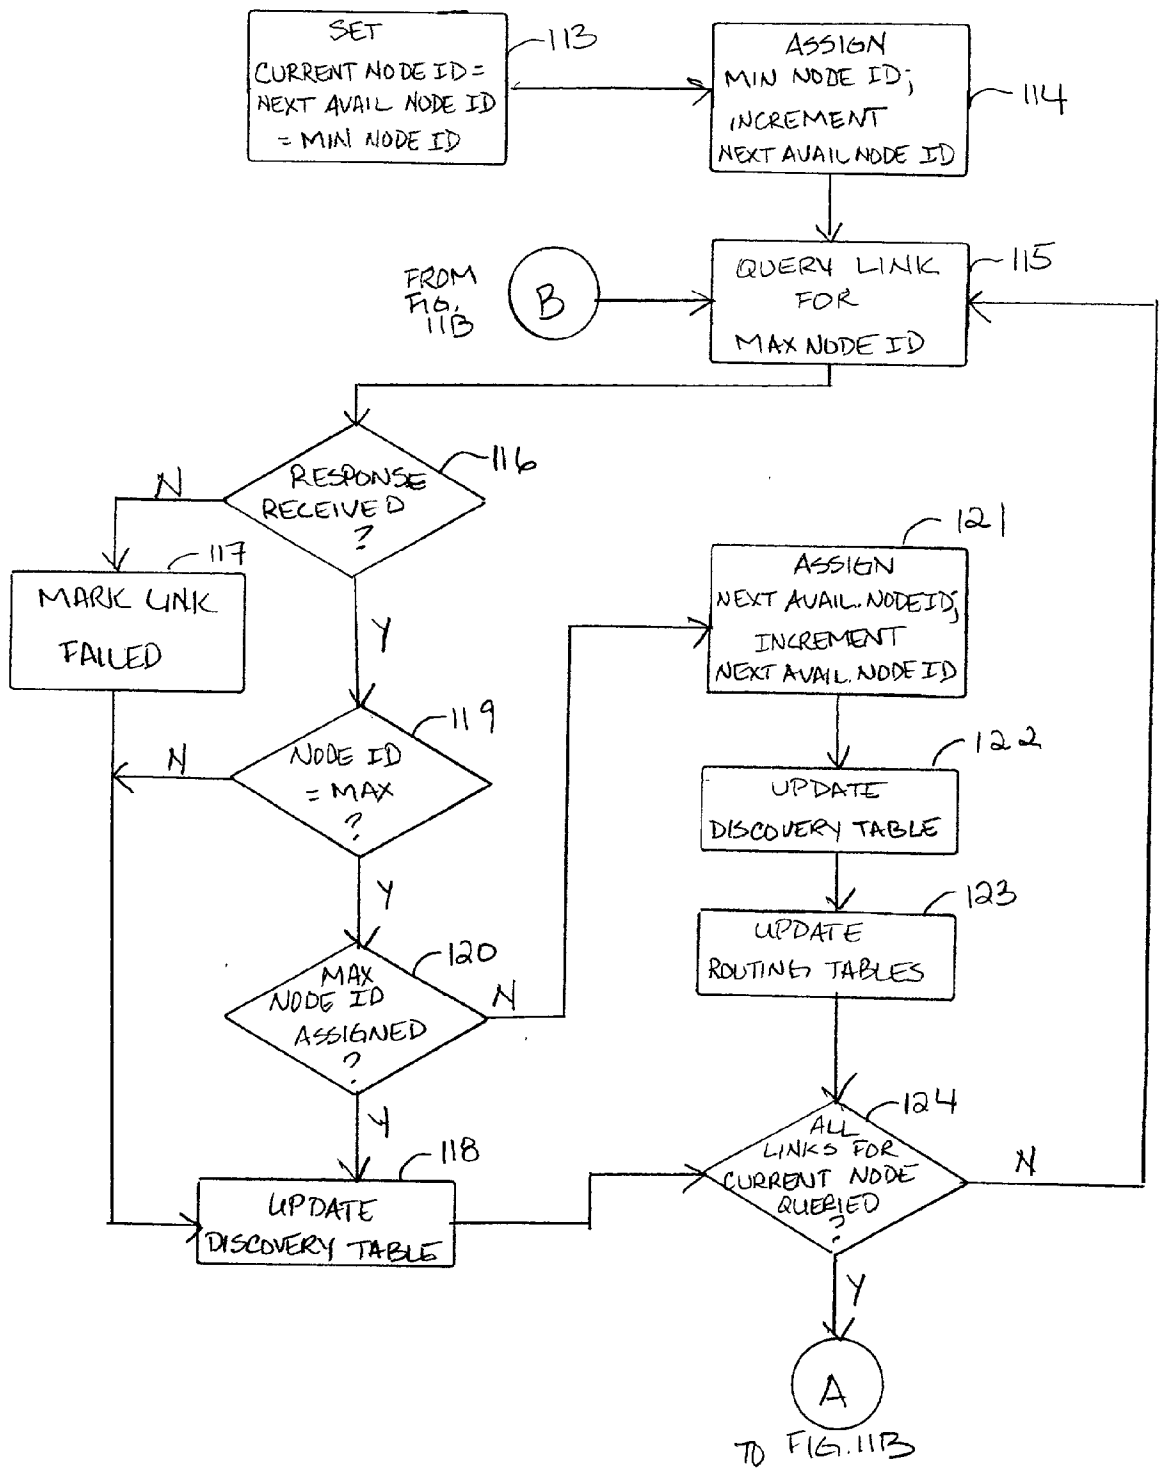 SET
CURRENT NODE ID =
NEXT AVAIL NODE ID
= MIN NODE ID
113
ASSIGN
MIN NODE ID;
INCREMENT
NEXT AVAIL NODE ID
114
FROM
FIG.
11B
B
QUERY LINK
FOR
MAX NODE ID
115
RESPONSE
RECEIVED
?
116
N
Y
MARK LINK
FAILED
117
NODE ID
= MAX
?
119
N
Y
MAX
NODE ID
ASSIGNED
?
120
N
Y
UPDATE
DISCOVERY TABLE
118
ASSIGN
NEXT AVAIL. NODE ID;
INCREMENT
NEXT AVAIL. NODE ID
121
UPDATE
DISCOVERY TABLE
122
UPDATE
ROUTING TABLES
123
ALL
LINKS FOR
CURRENT NODE
QUERIED
?
124
N
Y
A
TO FIG. 11B